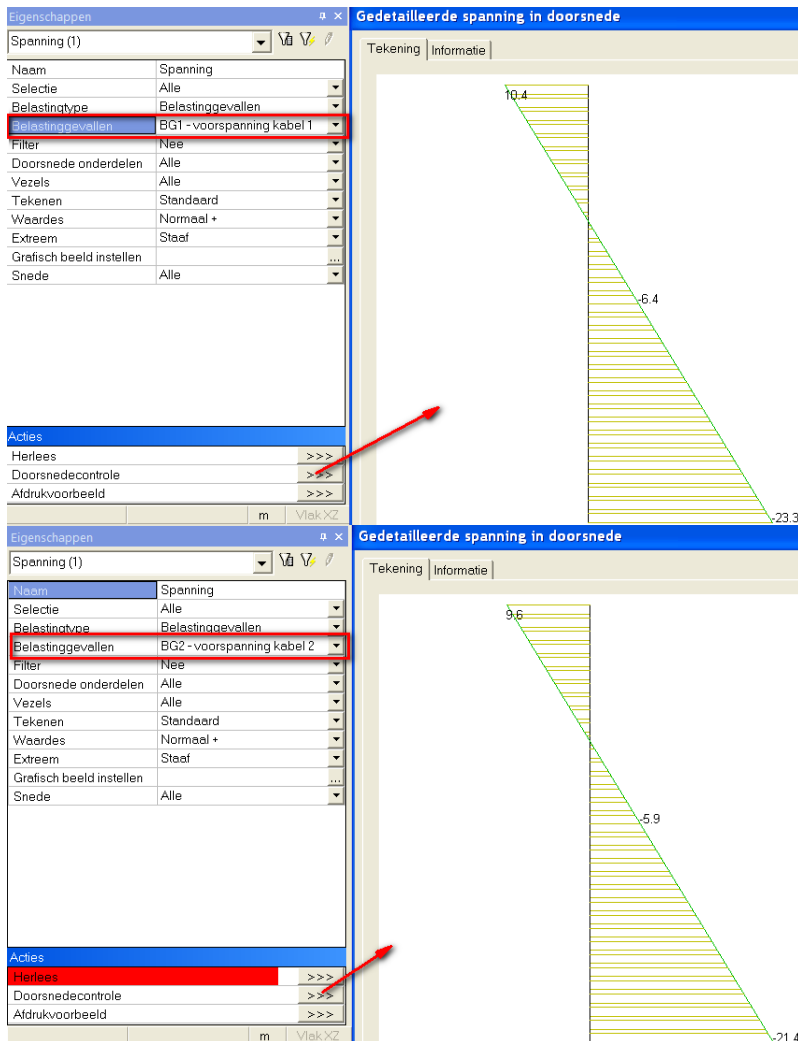 Eigenschappen
Spanning (1)
Naam Spanning
Selectie Alle
Belastingtype Belastinggevallen
Belastinggevallen BG1 - voorspanning kabel 1
Filter Nee
Doorsnede onderdelen Alle
Vezels Alle
Tekenen Standaard
Waardes Normaal +
Extreem Staaf
Grafisch beeld instellen ...
Snede Alle
Acties
Herlees >>>
Doorsnedecontrole >>>
Afdrukvoorbeeld >>>
m Vlak XZ
Gedetailleerde spanning in doorsnede
Tekening Informatie
10.4
-6.4
-23.3
Eigenschappen
Spanning (1)
Naam Spanning
Selectie Alle
Belastingtype Belastinggevallen
Belastinggevallen BG2 - voorspanning kabel 2
Filter Nee
Doorsnede onderdelen Alle
Vezels Alle
Tekenen Standaard
Waardes Normaal +
Extreem Staaf
Grafisch beeld instellen ...
Snede Alle
Acties
Herlees >>>
Doorsnedecontrole >>>
Afdrukvoorbeeld >>>
m Vlak XZ
Gedetailleerde spanning in doorsnede
Tekening Informatie
9.6
-5.9
-21.4